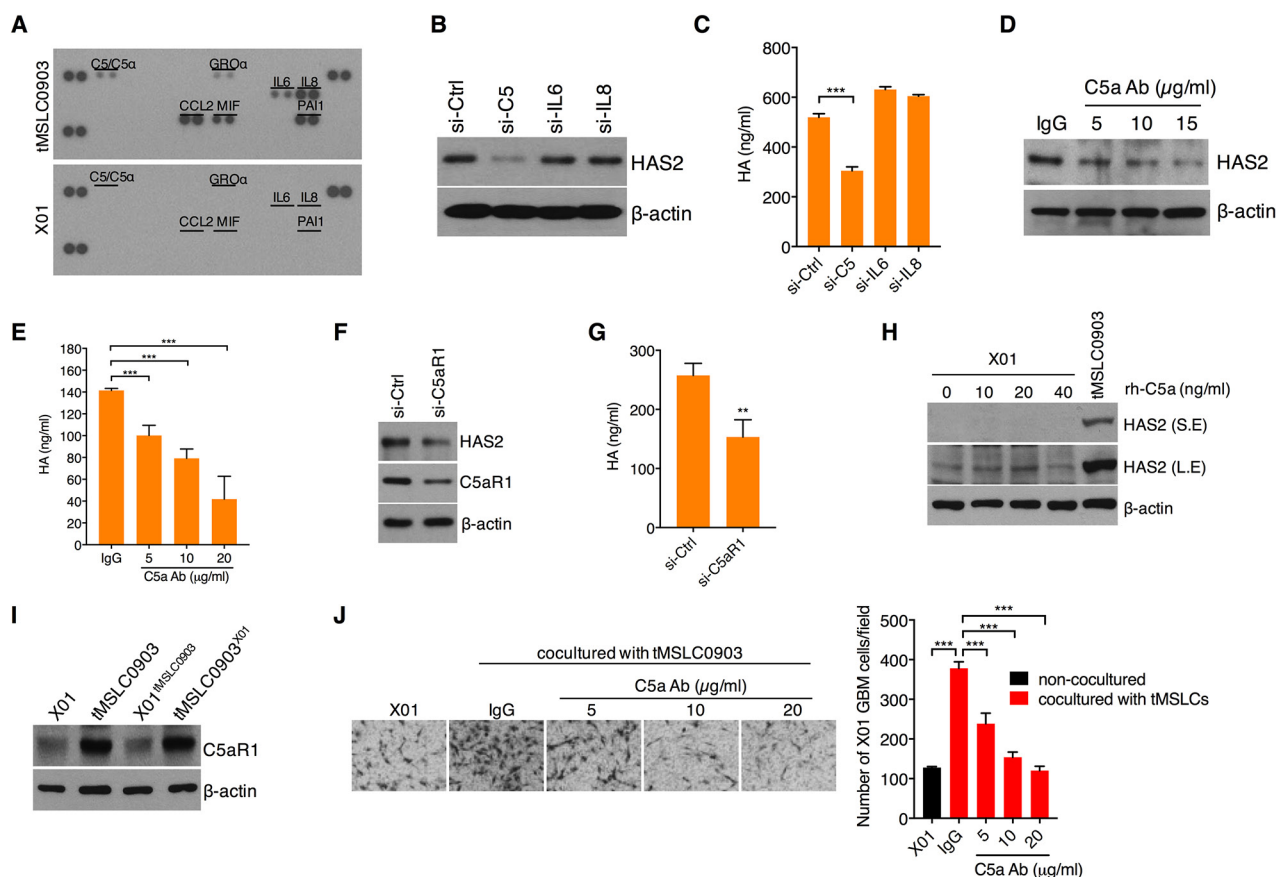 A
tMSLC0903
C5/C5α
GROα
IL6 IL8
CCL2 MIF PAI1
X01
C5/C5α
GROα
IL6 IL8
CCL2 MIF PAI1
B
si-Ctrl si-C5 si-IL6 si-IL8
HAS2
β-actin
C
HA (ng/ml)
800
600
400
200
0
***
si-Ctrl si-C5 si-IL6 si-IL8
D
C5a Ab (µg/ml)
IgG 5 10 15
HAS2
β-actin
E
HA (ng/ml)
180
160
140
120
100
80
60
40
20
0
***
***
***
IgG 5 10 20
C5a Ab (µg/ml)
F
si-Ctrl si-C5aR1
HAS2
C5aR1
β-actin
G
HA (ng/ml)
300
200
100
0
**
si-Ctrl si-C5aR1
H
X01
tMSLC0903
0 10 20 40 rh-C5a (ng/ml)
HAS2 (S.E)
HAS2 (L.E)
β-actin
I
X01 tMSLC0903 X01tMSLC0903 tMSLC0903X01
C5aR1
β-actin
J
cocultured with tMSLC0903
C5a Ab (µg/ml)
X01 IgG 5 10 20
Number of X01 GBM cells/field
500
400
300
200
100
0
***
***
*** ***
non-cocultured
cocultured with tMSLCs
X01 IgG 5 10 20
C5a Ab (µg/ml)